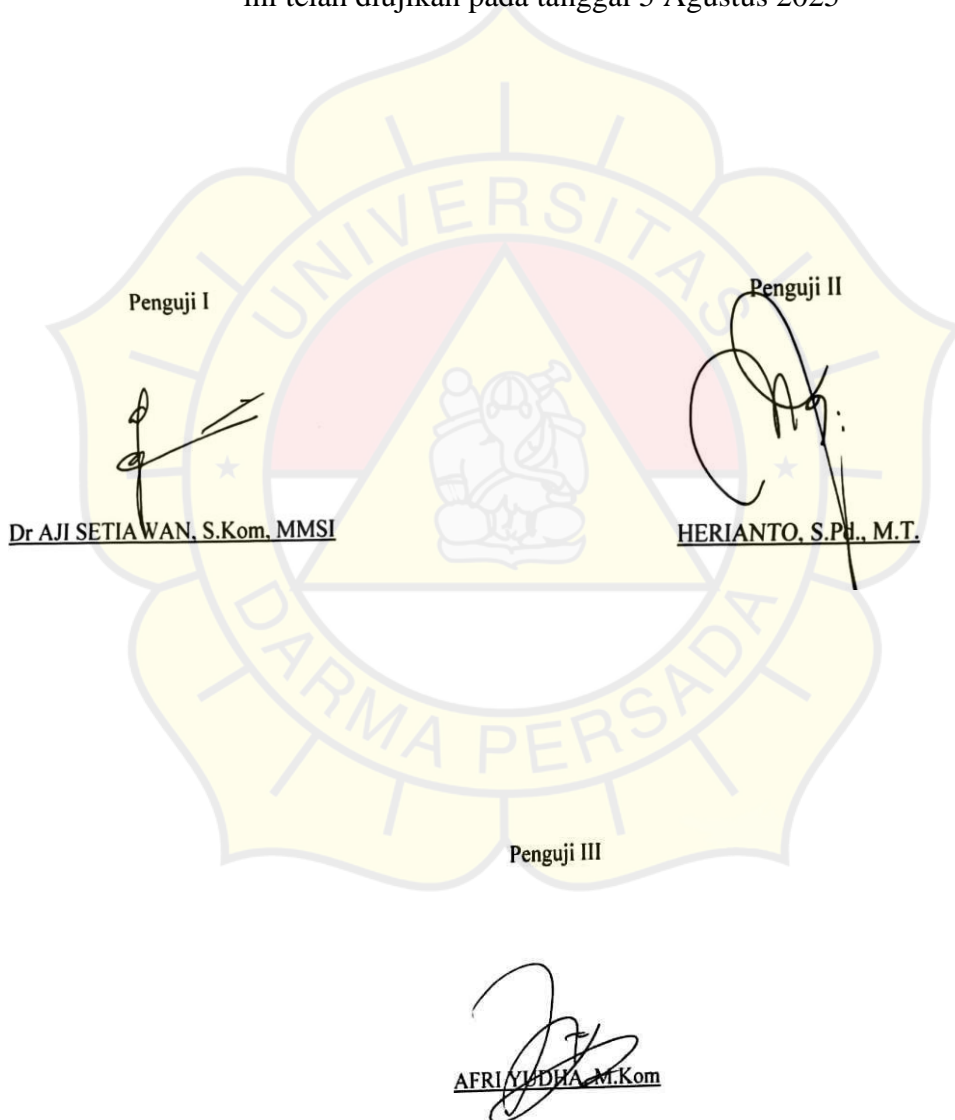 ini telah diujikan pada tanggal 5 Agustus 2025
UNIVERSITAS
Penguji I
Penguji II
Dr AJI SETIAWAN, S.Kom, MMSI
HERIANTO, S.Pd., M.T.
DARMA PERSADA
Penguji III
AFRI YUDHA, M.Kom